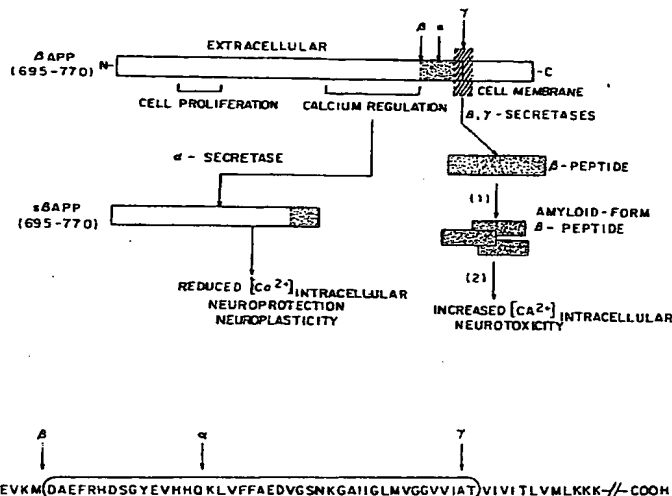 β α γ
EXTRACELLULAR
βAPP
(695-770)
N-
-C
CELL MEMBRANE
CELL PROLIFERATION
CALCIUM REGULATION
β,γ-SECRETASES
α - SECRETASE
β-PEPTIDE
(1)
sβAPP
(695-770)
AMYLOID-FORM
β-PEPTIDE
(2)
REDUCED [Ca2+]INTRACELLULAR
NEUROPROTECTION
NEUROPLASTICITY
INCREASED [CA2+]INTRACELLULAR
NEUROTOXICITY
β α γ
EVKM(DAEFRHDSGYEVHHQKLVFFAEDVGSNKGAIIGLMVGGVVIAT)VIVITLVMLKKK-//-COOH